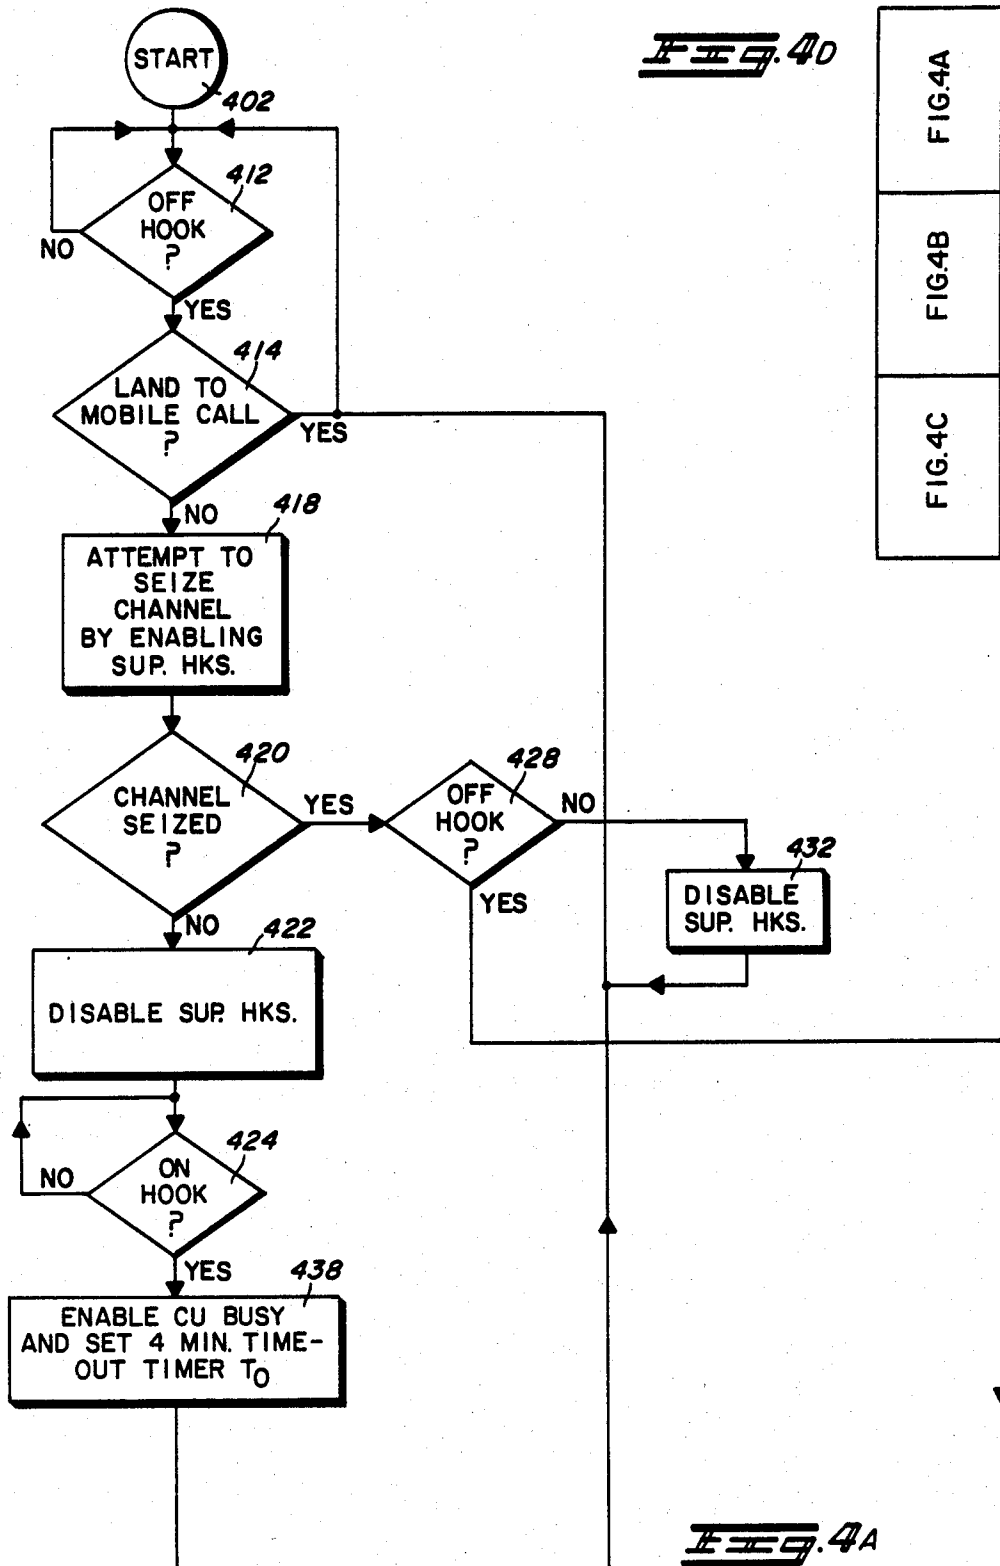 START
402
Fig. 4D
FIG.4A
FIG.4B
FIG.4C
412
OFF
HOOK
?
NO
YES
414
LAND TO
MOBILE CALL
?
YES
NO
418
ATTEMPT TO
SEIZE
CHANNEL
BY ENABLING
SUP. HKS.
420
CHANNEL
SEIZED
?
YES
NO
428
OFF
HOOK
?
NO
YES
432
DISABLE
SUP. HKS.
422
DISABLE SUP. HKS.
424
ON
HOOK
?
NO
YES
438
ENABLE CU BUSY
AND SET 4 MIN. TIME-
OUT TIMER T0
Fig. 4A